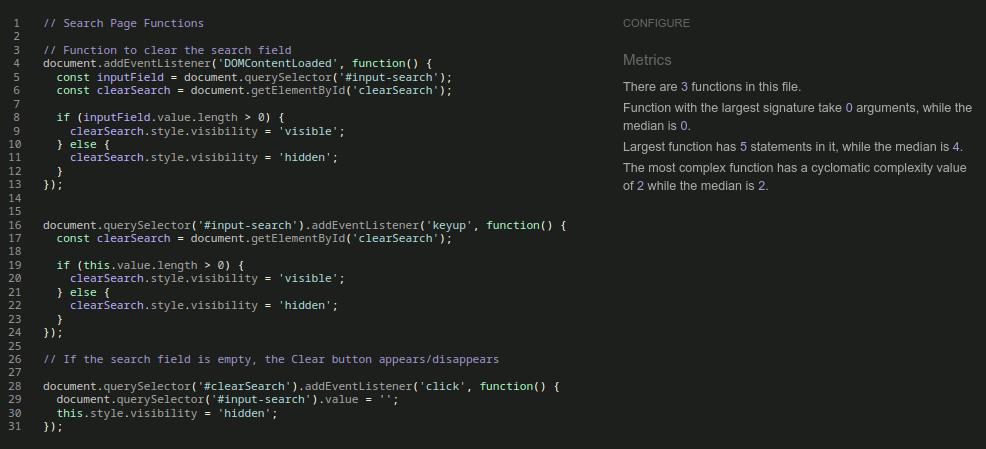 1 // Search Page Functions
2
3 // Function to clear the search field
4 document.addEventListener('DOMContentLoaded', function() {
5   const inputField = document.querySelector('#input-search');
6   const clearSearch = document.getElementById('clearSearch');
7
8   if (inputField.value.length > 0) {
9     clearSearch.style.visibility = 'visible';
10   } else {
11     clearSearch.style.visibility = 'hidden';
12   }
13 });
14
15
16 document.querySelector('#input-search').addEventListener('keyup', function() {
17   const clearSearch = document.getElementById('clearSearch');
18
19   if (this.value.length > 0) {
20     clearSearch.style.visibility = 'visible';
21   } else {
22     clearSearch.style.visibility = 'hidden';
23   }
24 });
25
26 // If the search field is empty, the Clear button appears/disappears
27
28 document.querySelector('#clearSearch').addEventListener('click', function() {
29   document.querySelector('#input-search').value = '';
30   this.style.visibility = 'hidden';
31 });
CONFIGURE
Metrics
There are 3 functions in this file.
Function with the largest signature take 0 arguments, while the
median is 0.
Largest function has 5 statements in it, while the median is 4.
The most complex function has a cyclomatic complexity value
of 2 while the median is 2.